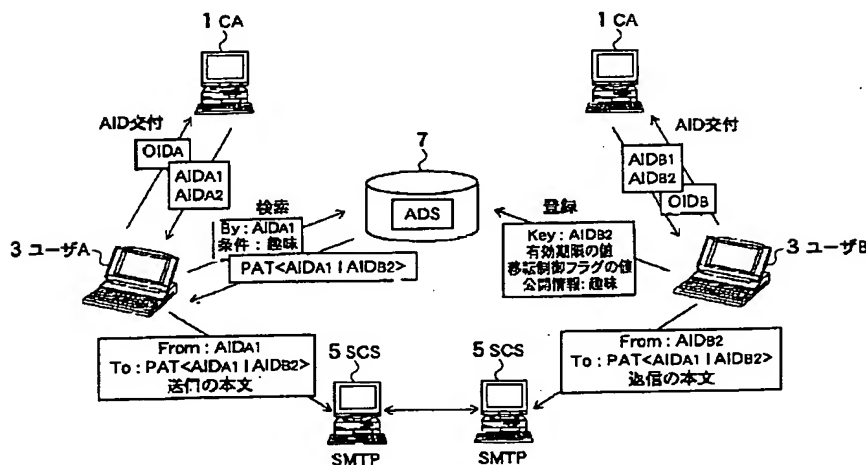 1 CA
1 CA
AID交付
OIDA
AIDA1
AIDA2
AID交付
AIDB1
AIDB2
OIDB
7
ADS
検索
By : AIDA1
条件 : 趣味
PAT<AIDA1 | AIDB2>
登録
Key : AIDB2
有効期限の値
移転制御フラグの値
公開情報: 趣味
3 ユーザA
3 ユーザB
From : AIDA1
To : PAT<AIDA1 | AIDB2>
送信の本文
5 SCS
SMTP
5 SCS
SMTP
From : AIDB2
To : PAT<AIDA1 | AIDB2>
返信の本文